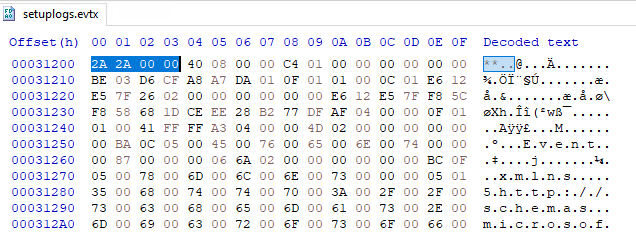 setuplogs.evtx
Offset(h) 00 01 02 03 04 05 06 07 08 09 0A 0B 0C 0D 0E 0F Decoded text
00031200 2A 2A 00 00 40 08 00 00 C4 01 00 00 00 00 00 00 **..@...Ä.......
00031210 BE 03 D6 CF A8 A7 DA 01 0F 01 01 00 0C 01 E6 12 ¾.ÖÏ¨§Ú.......æ.
00031220 E5 7F 26 02 00 00 00 00 00 00 E6 12 E5 7F F8 5C å.&.......æ.å.ø\
00031230 F8 58 68 1D CE EE 28 B2 77 DF AF 04 00 00 0F 01 øXh.Îî(²wß¯.....
00031240 01 00 41 FF FF A3 04 00 00 4D 02 00 00 00 00 00 ..Aÿÿ£...M......
00031250 00 BA 0C 05 00 45 00 76 00 65 00 6E 00 74 00 00 .º...E.v.e.n.t..
00031260 00 87 00 00 00 06 6A 02 00 00 00 00 00 00 BC 0F .‡....j.......¼.
00031270 05 00 78 00 6D 00 6C 00 6E 00 73 00 00 00 05 01 ..x.m.l.n.s.....
00031280 35 00 68 00 74 00 74 00 70 00 3A 00 2F 00 2F 00 5.h.t.t.p.:././.
00031290 73 00 63 00 68 00 65 00 6D 00 61 00 73 00 2E 00 s.c.h.e.m.a.s...
000312A0 6D 00 69 00 63 00 72 00 6F 00 73 00 6F 00 66 00 m.i.c.r.o.s.o.f.